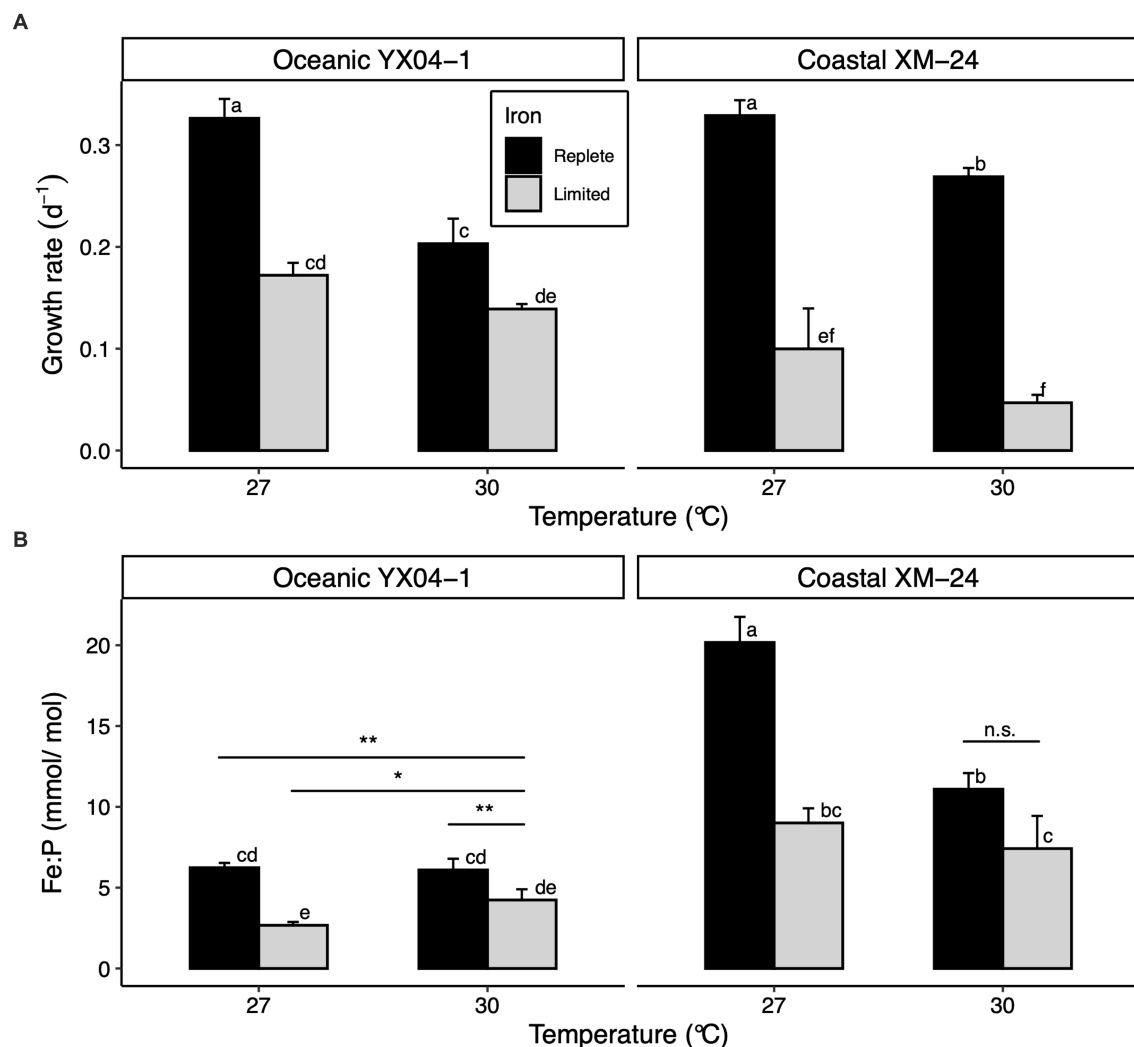 A
Oceanic YX04−1
Coastal XM−24
Growth rate (d⁻¹)
0.3
0.2
0.1
0.0
Iron
Replete
Limited
a
cd
c
de
a
ef
b
f
27
30
27
30
Temperature (°C)
B
Oceanic YX04−1
Coastal XM−24
Fe:P (mmol/ mol)
20
15
10
5
0
**
*
**
cd
e
cd
de
a
bc
n.s.
b
c
27
30
27
30
Temperature (°C)